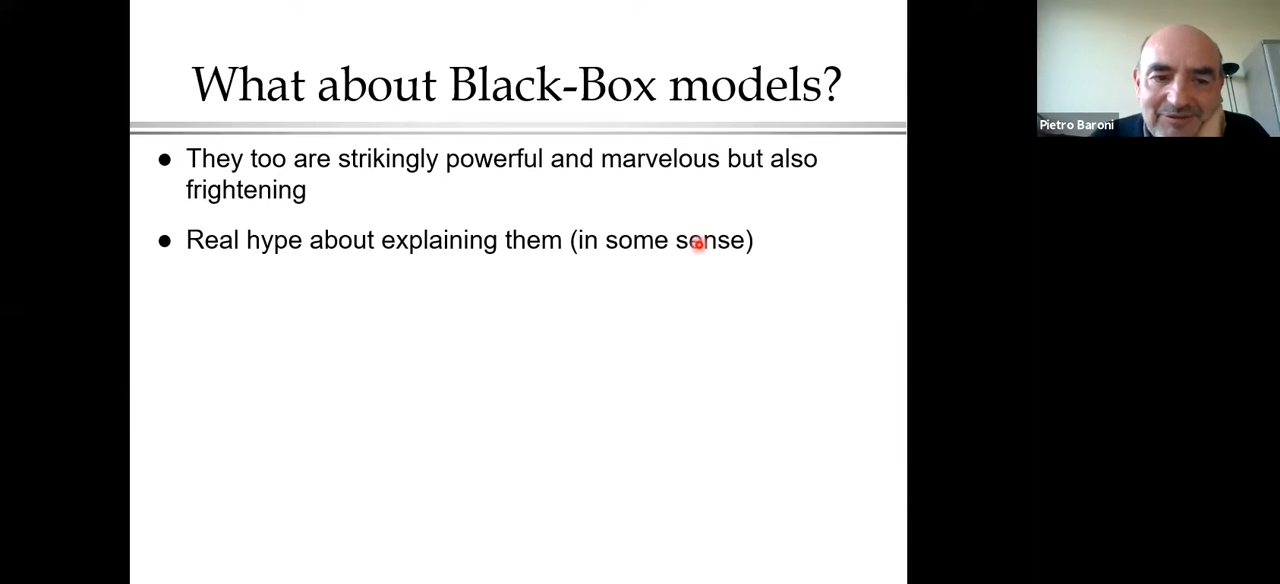 What about Black-Box models?
● They too are strikingly powerful and marvelous but also
frightening
● Real hype about explaining them (in some sense)
Pietro Baroni